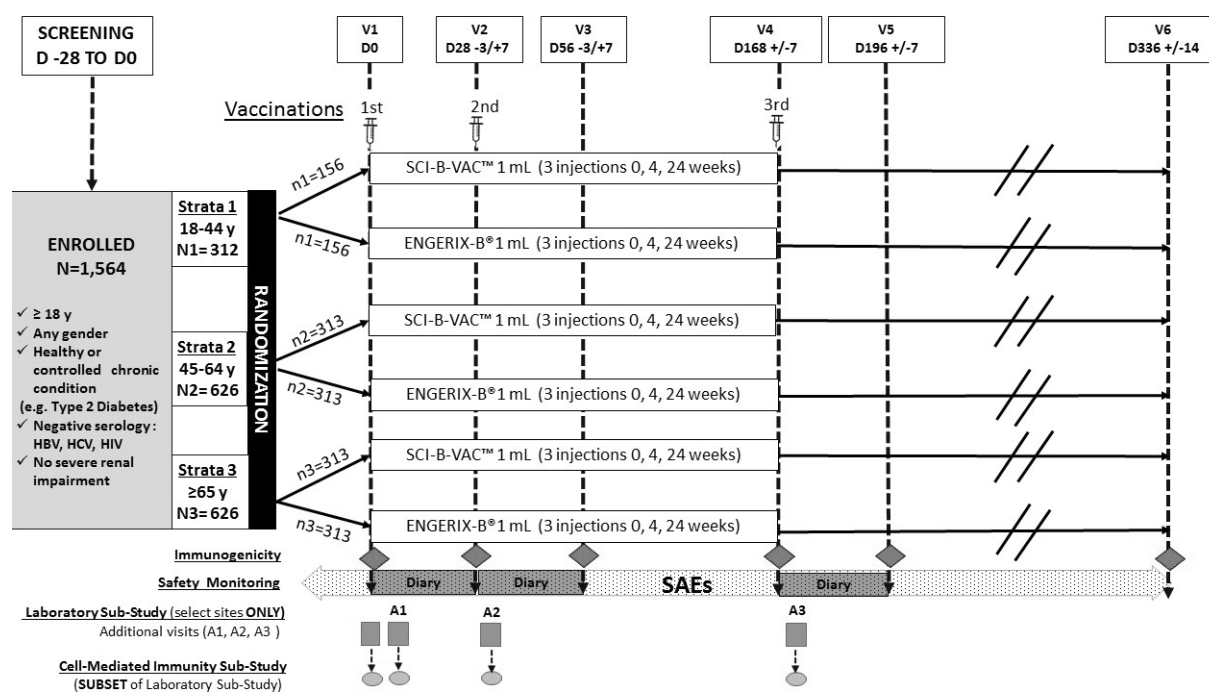 SCREENING
D -28 TO D0
V1
D0
V2
D28 -3/+7
V3
D56 -3/+7
V4
D168 +/-7
V5
D196 +/-7
V6
D336 +/-14
Vaccinations
1st
2nd
3rd
n1=156
SCI-B-VAC™ 1 mL (3 injections 0, 4, 24 weeks)
n1=156
ENGERIX-B® 1 mL (3 injections 0, 4, 24 weeks)
n2=313
SCI-B-VAC™ 1 mL (3 injections 0, 4, 24 weeks)
n2=313
ENGERIX-B® 1 mL (3 injections 0, 4, 24 weeks)
n3=313
SCI-B-VAC™ 1 mL (3 injections 0, 4, 24 weeks)
n3=313
ENGERIX-B® 1 mL (3 injections 0, 4, 24 weeks)
ENROLLED
N=1,564
✓ ≥ 18 y
✓ Any gender
✓ Healthy or
controlled chronic
condition
(e.g. Type 2 Diabetes)
✓ Negative serology:
HBV, HCV, HIV
✓ No severe renal
impairment
Strata 1
18-44 y
N1= 312
Strata 2
45-64 y
N2= 626
Strata 3
≥65 y
N3= 626
RANDOMIZATION
Immunogenicity
Safety Monitoring
Diary
Diary
SAEs
Diary
Laboratory Sub-Study (select sites ONLY)
Additional visits (A1, A2, A3 )
A1
A2
A3
Cell-Mediated Immunity Sub-Study
(SUBSET of Laboratory Sub-Study)